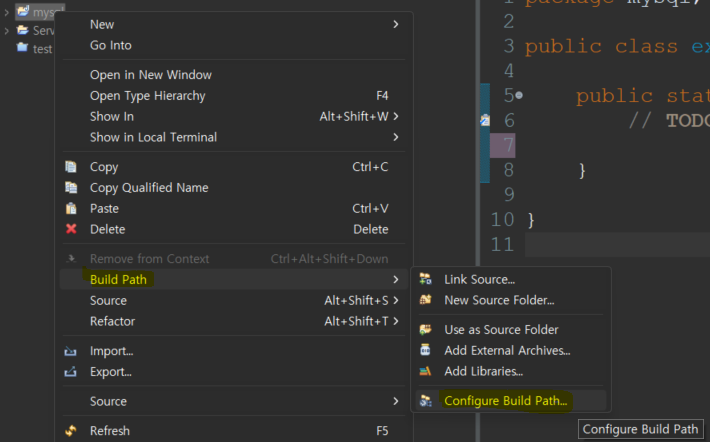 mysql
Serv
test
New
Go Into
Open in New Window
Open Type Hierarchy F4
Show In Alt+Shift+W
Show in Local Terminal
Copy Ctrl+C
Copy Qualified Name
Paste Ctrl+V
Delete Delete
Remove from Context Ctrl+Alt+Shift+Down
Build Path
Source Alt+Shift+S
Refactor Alt+Shift+T
Import...
Export...
Source
Refresh F5
Link Source...
New Source Folder...
Use as Source Folder
Add External Archives...
Add Libraries...
Configure Build Path...
Configure Build Path
1 package mysql;
2
3 public class ex
4
5 public stat
6 // TODO
7
8 }
9
10 }
11